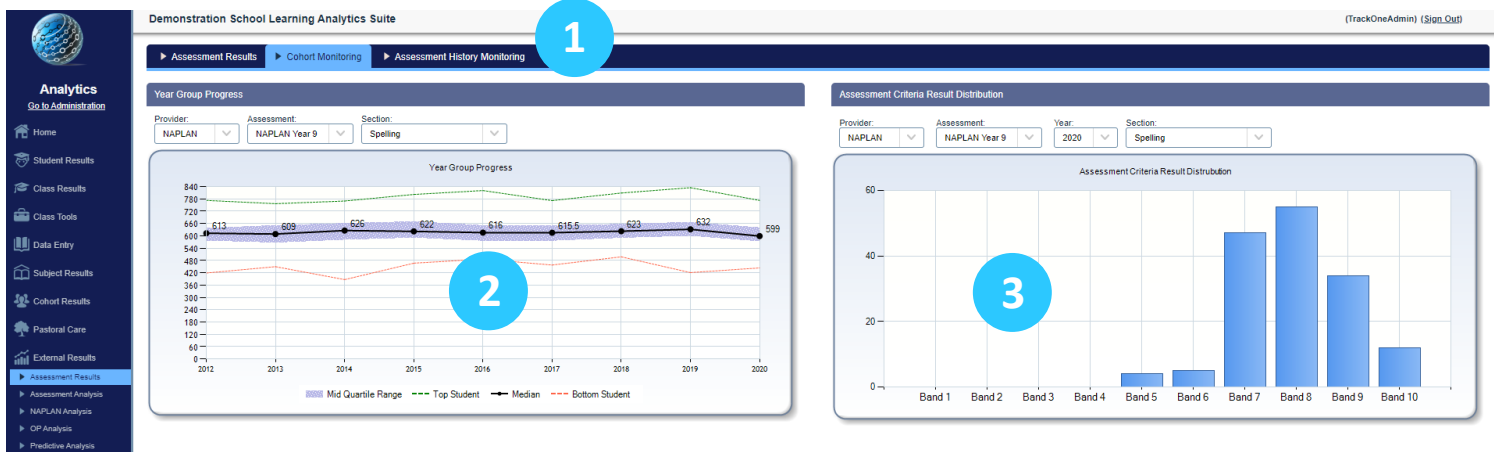 Demonstration School Learning Analytics Suite
(TrackOneAdmin) (Sign Out)
1
Assessment Results
Cohort Monitoring
Assessment History Monitoring
Analytics
Go to Administration
Home
Student Results
Class Results
Class Tools
Data Entry
Subject Results
Cohort Results
Pastoral Care
External Results
Assessment Results
Assessment Analysis
NAPLAN Analysis
OP Analysis
Predictive Analysis
Year Group Progress
Provider: Assessment: Section:
NAPLAN NAPLAN Year 9 Spelling
Year Group Progress
840
780
720
660
600
540
480
420
360
300
240
180
120
60
0
613 609 626 622 616 615.5 623 632 599
2
2012 2013 2014 2015 2016 2017 2018 2019 2020
Mid Quartile Range Top Student Median Bottom Student
Assessment Criteria Result Distribution
Provider: Assessment: Year: Section:
NAPLAN NAPLAN Year 9 2020 Spelling
Assessment Criteria Result Distrubution
60
40
20
0
3
Band 1 Band 2 Band 3 Band 4 Band 5 Band 6 Band 7 Band 8 Band 9 Band 10